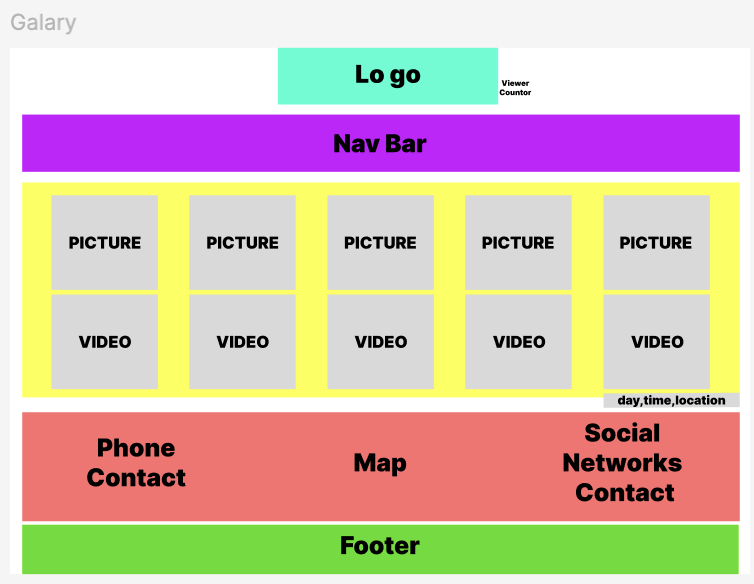 Galary
Lo go
Viewer
Countor
Nav Bar
PICTURE PICTURE PICTURE PICTURE PICTURE
VIDEO VIDEO VIDEO VIDEO VIDEO
day,time,location
Phone
Contact
Map
Social
Networks
Contact
Footer